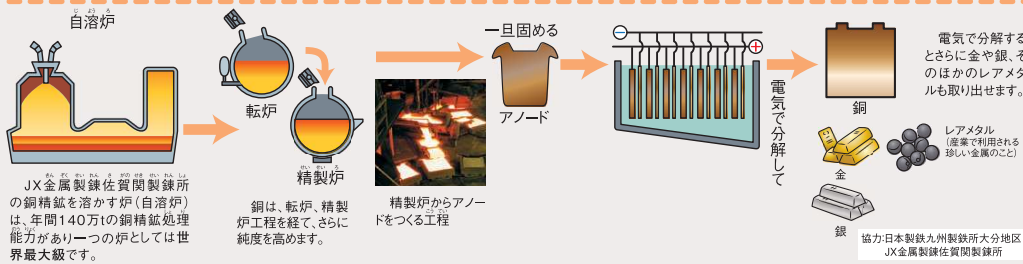 自溶炉
じようろ
JX金属製錬佐賀関製錬所
の銅精鉱を溶かす炉(自溶炉)
は、年間140万tの銅精鉱処理
能力があり一つの炉としては世
界最大級です。
転炉
精製炉
せいせいろ
銅は、転炉、精製
炉工程を経て、さらに
純度を高めます。
精製炉からアノー
ドをつくる工程
一旦固める
アノード
電気で分解して
銅
電気で分解する
とさらに金や銀、そ
のほかのレアメタ
ルも取り出せます。
金
銀
レアメタル
(産業で利用される
珍しい金属のこと)
協力:日本製鉄九州製鉄所大分地区
JX金属製錬佐賀関製錬所